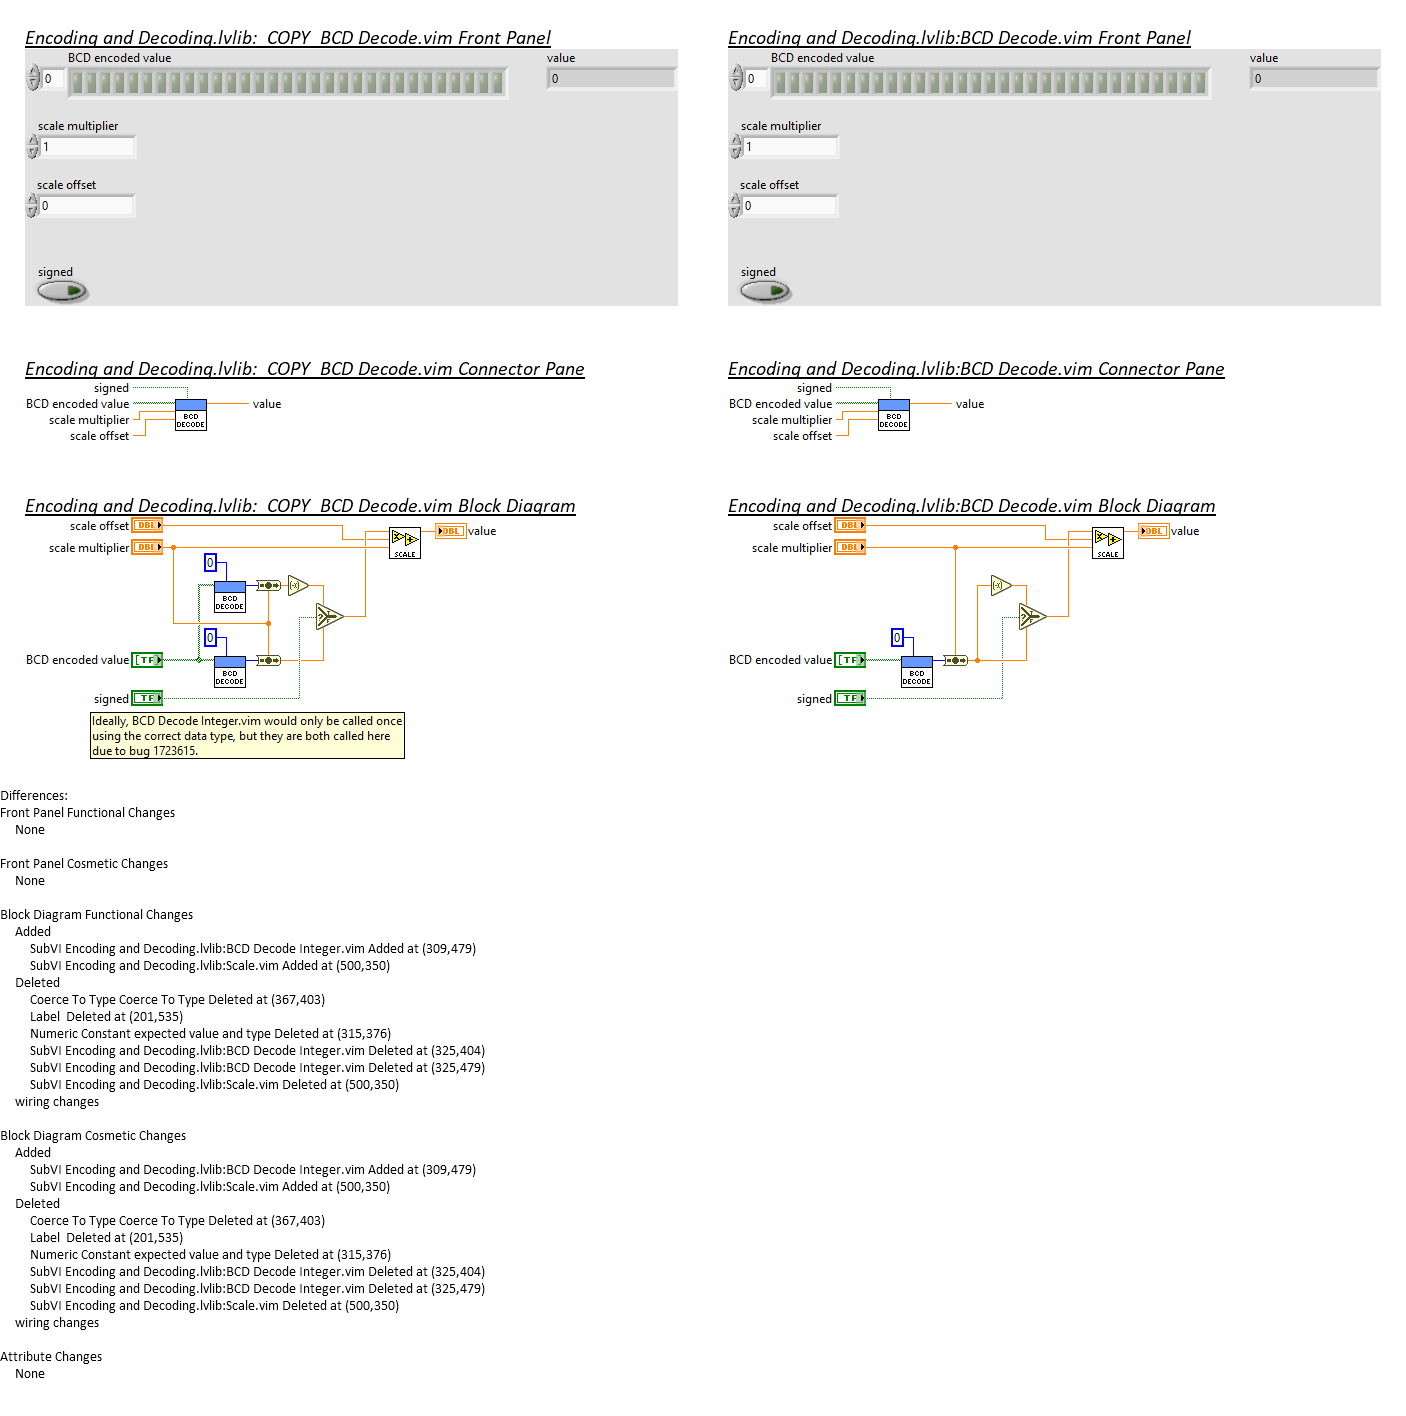 Encoding and Decoding.lvlib:_COPY_BCD Decode.vim Front Panel
BCD encoded value
value
0
0
scale multiplier
1
scale offset
0
signed
Encoding and Decoding.lvlib:BCD Decode.vim Front Panel
BCD encoded value
value
0
0
scale multiplier
1
scale offset
0
signed
Encoding and Decoding.lvlib:_COPY_BCD Decode.vim Connector Pane
signed
BCD encoded value
value
scale multiplier
scale offset
BCD
DECODE
Encoding and Decoding.lvlib:BCD Decode.vim Connector Pane
signed
BCD encoded value
value
scale multiplier
scale offset
BCD
DECODE
Encoding and Decoding.lvlib:_COPY_BCD Decode.vim Block Diagram
scale offset
DBL
DBL
value
scale multiplier
DBL
SCALE
0
BCD
DECODE
0
BCD encoded value
[TF]
BCD
DECODE
signed
TF
Ideally, BCD Decode Integer.vim would only be called once
using the correct data type, but they are both called here
due to bug 1723615.
Encoding and Decoding.lvlib:BCD Decode.vim Block Diagram
scale offset
DBL
DBL
value
scale multiplier
DBL
SCALE
0
BCD encoded value
[TF]
BCD
DECODE
signed
TF
Differences:
Front Panel Functional Changes
None
Front Panel Cosmetic Changes
None
Block Diagram Functional Changes
Added
SubVI Encoding and Decoding.lvlib:BCD Decode Integer.vim Added at (309,479)
SubVI Encoding and Decoding.lvlib:Scale.vim Added at (500,350)
Deleted
Coerce To Type Coerce To Type Deleted at (367,403)
Label  Deleted at (201,535)
Numeric Constant expected value and type Deleted at (315,376)
SubVI Encoding and Decoding.lvlib:BCD Decode Integer.vim Deleted at (325,404)
SubVI Encoding and Decoding.lvlib:BCD Decode Integer.vim Deleted at (325,479)
SubVI Encoding and Decoding.lvlib:Scale.vim Deleted at (500,350)
wiring changes
Block Diagram Cosmetic Changes
Added
SubVI Encoding and Decoding.lvlib:BCD Decode Integer.vim Added at (309,479)
SubVI Encoding and Decoding.lvlib:Scale.vim Added at (500,350)
Deleted
Coerce To Type Coerce To Type Deleted at (367,403)
Label  Deleted at (201,535)
Numeric Constant expected value and type Deleted at (315,376)
SubVI Encoding and Decoding.lvlib:BCD Decode Integer.vim Deleted at (325,404)
SubVI Encoding and Decoding.lvlib:BCD Decode Integer.vim Deleted at (325,479)
SubVI Encoding and Decoding.lvlib:Scale.vim Deleted at (500,350)
wiring changes
Attribute Changes
None